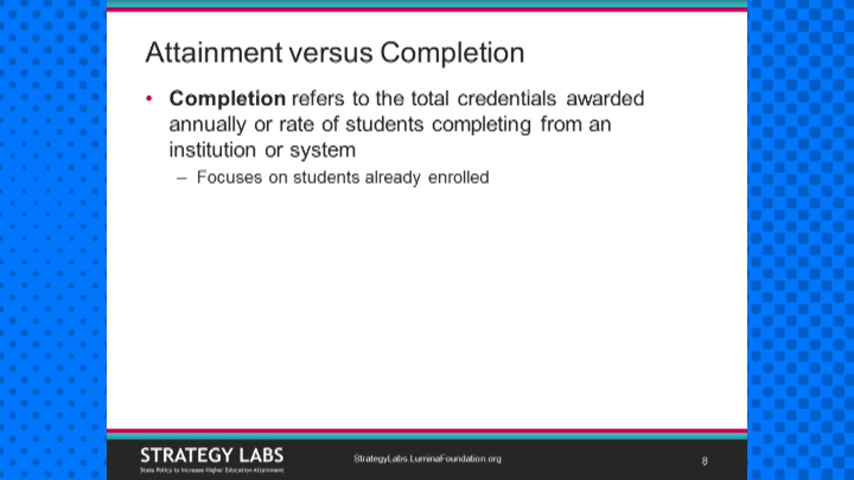 Attainment versus Completion
• Completion refers to the total credentials awarded
annually or rate of students completing from an
institution or system
– Focuses on students already enrolled
STRATEGY LABS
State Policy to Increase Higher Education Attainment
StrategyLabs.LuminaFoundation.org
8